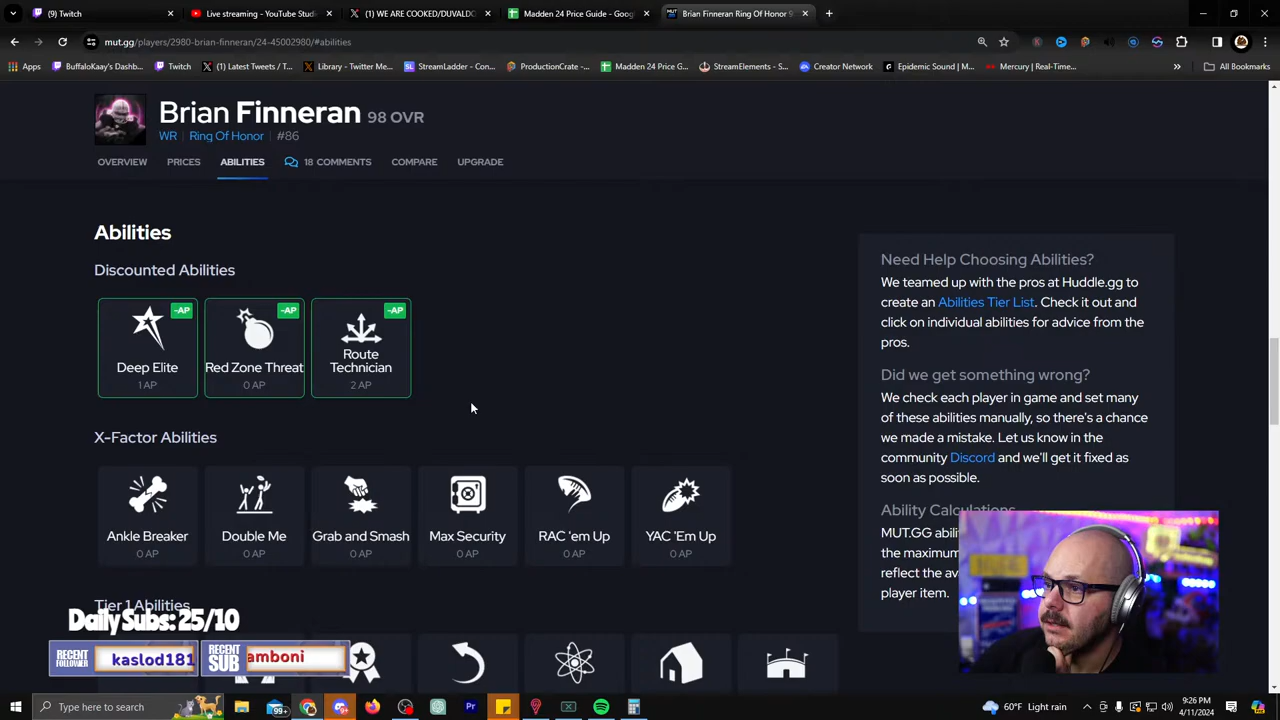 (1) Twitch
Live streaming - YouTube Studi
(1) WE ARE COOKED/DUVALDC
Madden 24 Price Guide - Goog
Brian Finneran Ring Of Honor 9
mut.gg/players/2980-brian-finneran/24-45002980/#abilities
Apps
BuffaloKaay's Dashb...
Twitch
(1) Latest Tweets / T...
Library - Twitter Me...
StreamLadder - Con...
ProductionCrate - ...
Madden 24 Price G...
StreamElements - S...
Creator Network
Epidemic Sound | M...
Mercury | Real-Time...
All Bookmarks
Brian Finneran 98 OVR
WR Ring Of Honor #86
OVERVIEW PRICES ABILITIES 18 COMMENTS COMPARE UPGRADE
Abilities
Discounted Abilities
-AP -AP -AP
Deep Elite
1 AP
Red Zone Threat
0 AP
Route
Technician
2 AP
X-Factor Abilities
Ankle Breaker
0 AP
Double Me
0 AP
Grab and Smash
0 AP
Max Security
0 AP
RAC 'em Up
0 AP
YAC 'Em Up
0 AP
Tier 1 Abilities
Need Help Choosing Abilities?
We teamed up with the pros at Huddle.gg to
create an Abilities Tier List. Check it out and
click on individual abilities for advice from the
pros.
Did we get something wrong?
We check each player in game and set many
of these abilities manually, so there's a chance
we made a mistake. Let us know in the
community Discord and we'll get it fixed as
soon as possible.
Ability Calculations
MUT.GG abili
the maximum
reflect the av
player item.
Daily Subs: 25/10
RECENT
FOLLOWER
kaslod181
RECENT
SUB
amboni
Type here to search
99+
60°F Light rain
9:26 PM
4/11/2024